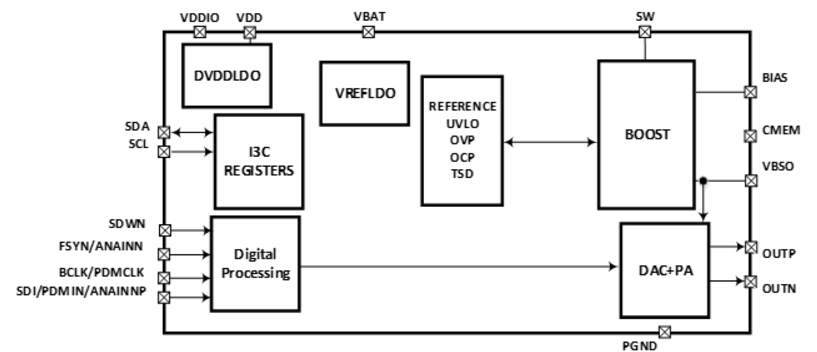 VDDIO
VDD
VBAT
SW
DVDDLDO
VREFLDO
REFERENCE
UVLO
OVP
OCP
TSD
BOOST
BIAS
CMEM
VBSO
SDA
SCL
I3C
REGISTERS
SDWN
FSYN/ANAINN
BCLK/PDMCLK
SDI/PDMIN/ANAINNP
Digital
Processing
DAC+PA
OUTP
OUTN
PGND